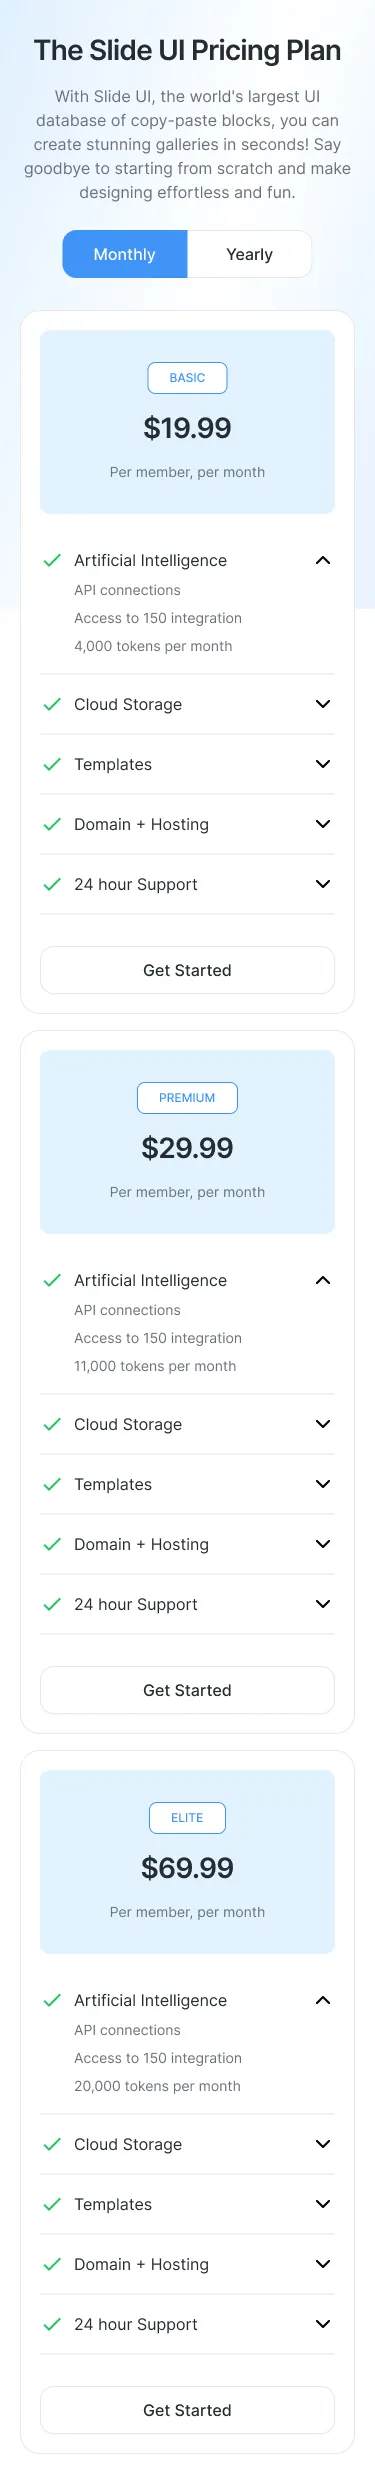 The Slide UI Pricing Plan
With Slide UI, the world's largest UI
database of copy-paste blocks, you can
create stunning galleries in seconds! Say
goodbye to starting from scratch and make
designing effortless and fun.
Monthly
Yearly
BASIC
$19.99
Per member, per month
Artificial Intelligence
API connections
Access to 150 integration
4,000 tokens per month
Cloud Storage
Templates
Domain + Hosting
24 hour Support
Get Started
PREMIUM
$29.99
Per member, per month
Artificial Intelligence
API connections
Access to 150 integration
11,000 tokens per month
Cloud Storage
Templates
Domain + Hosting
24 hour Support
Get Started
ELITE
$69.99
Per member, per month
Artificial Intelligence
API connections
Access to 150 integration
20,000 tokens per month
Cloud Storage
Templates
Domain + Hosting
24 hour Support
Get Started